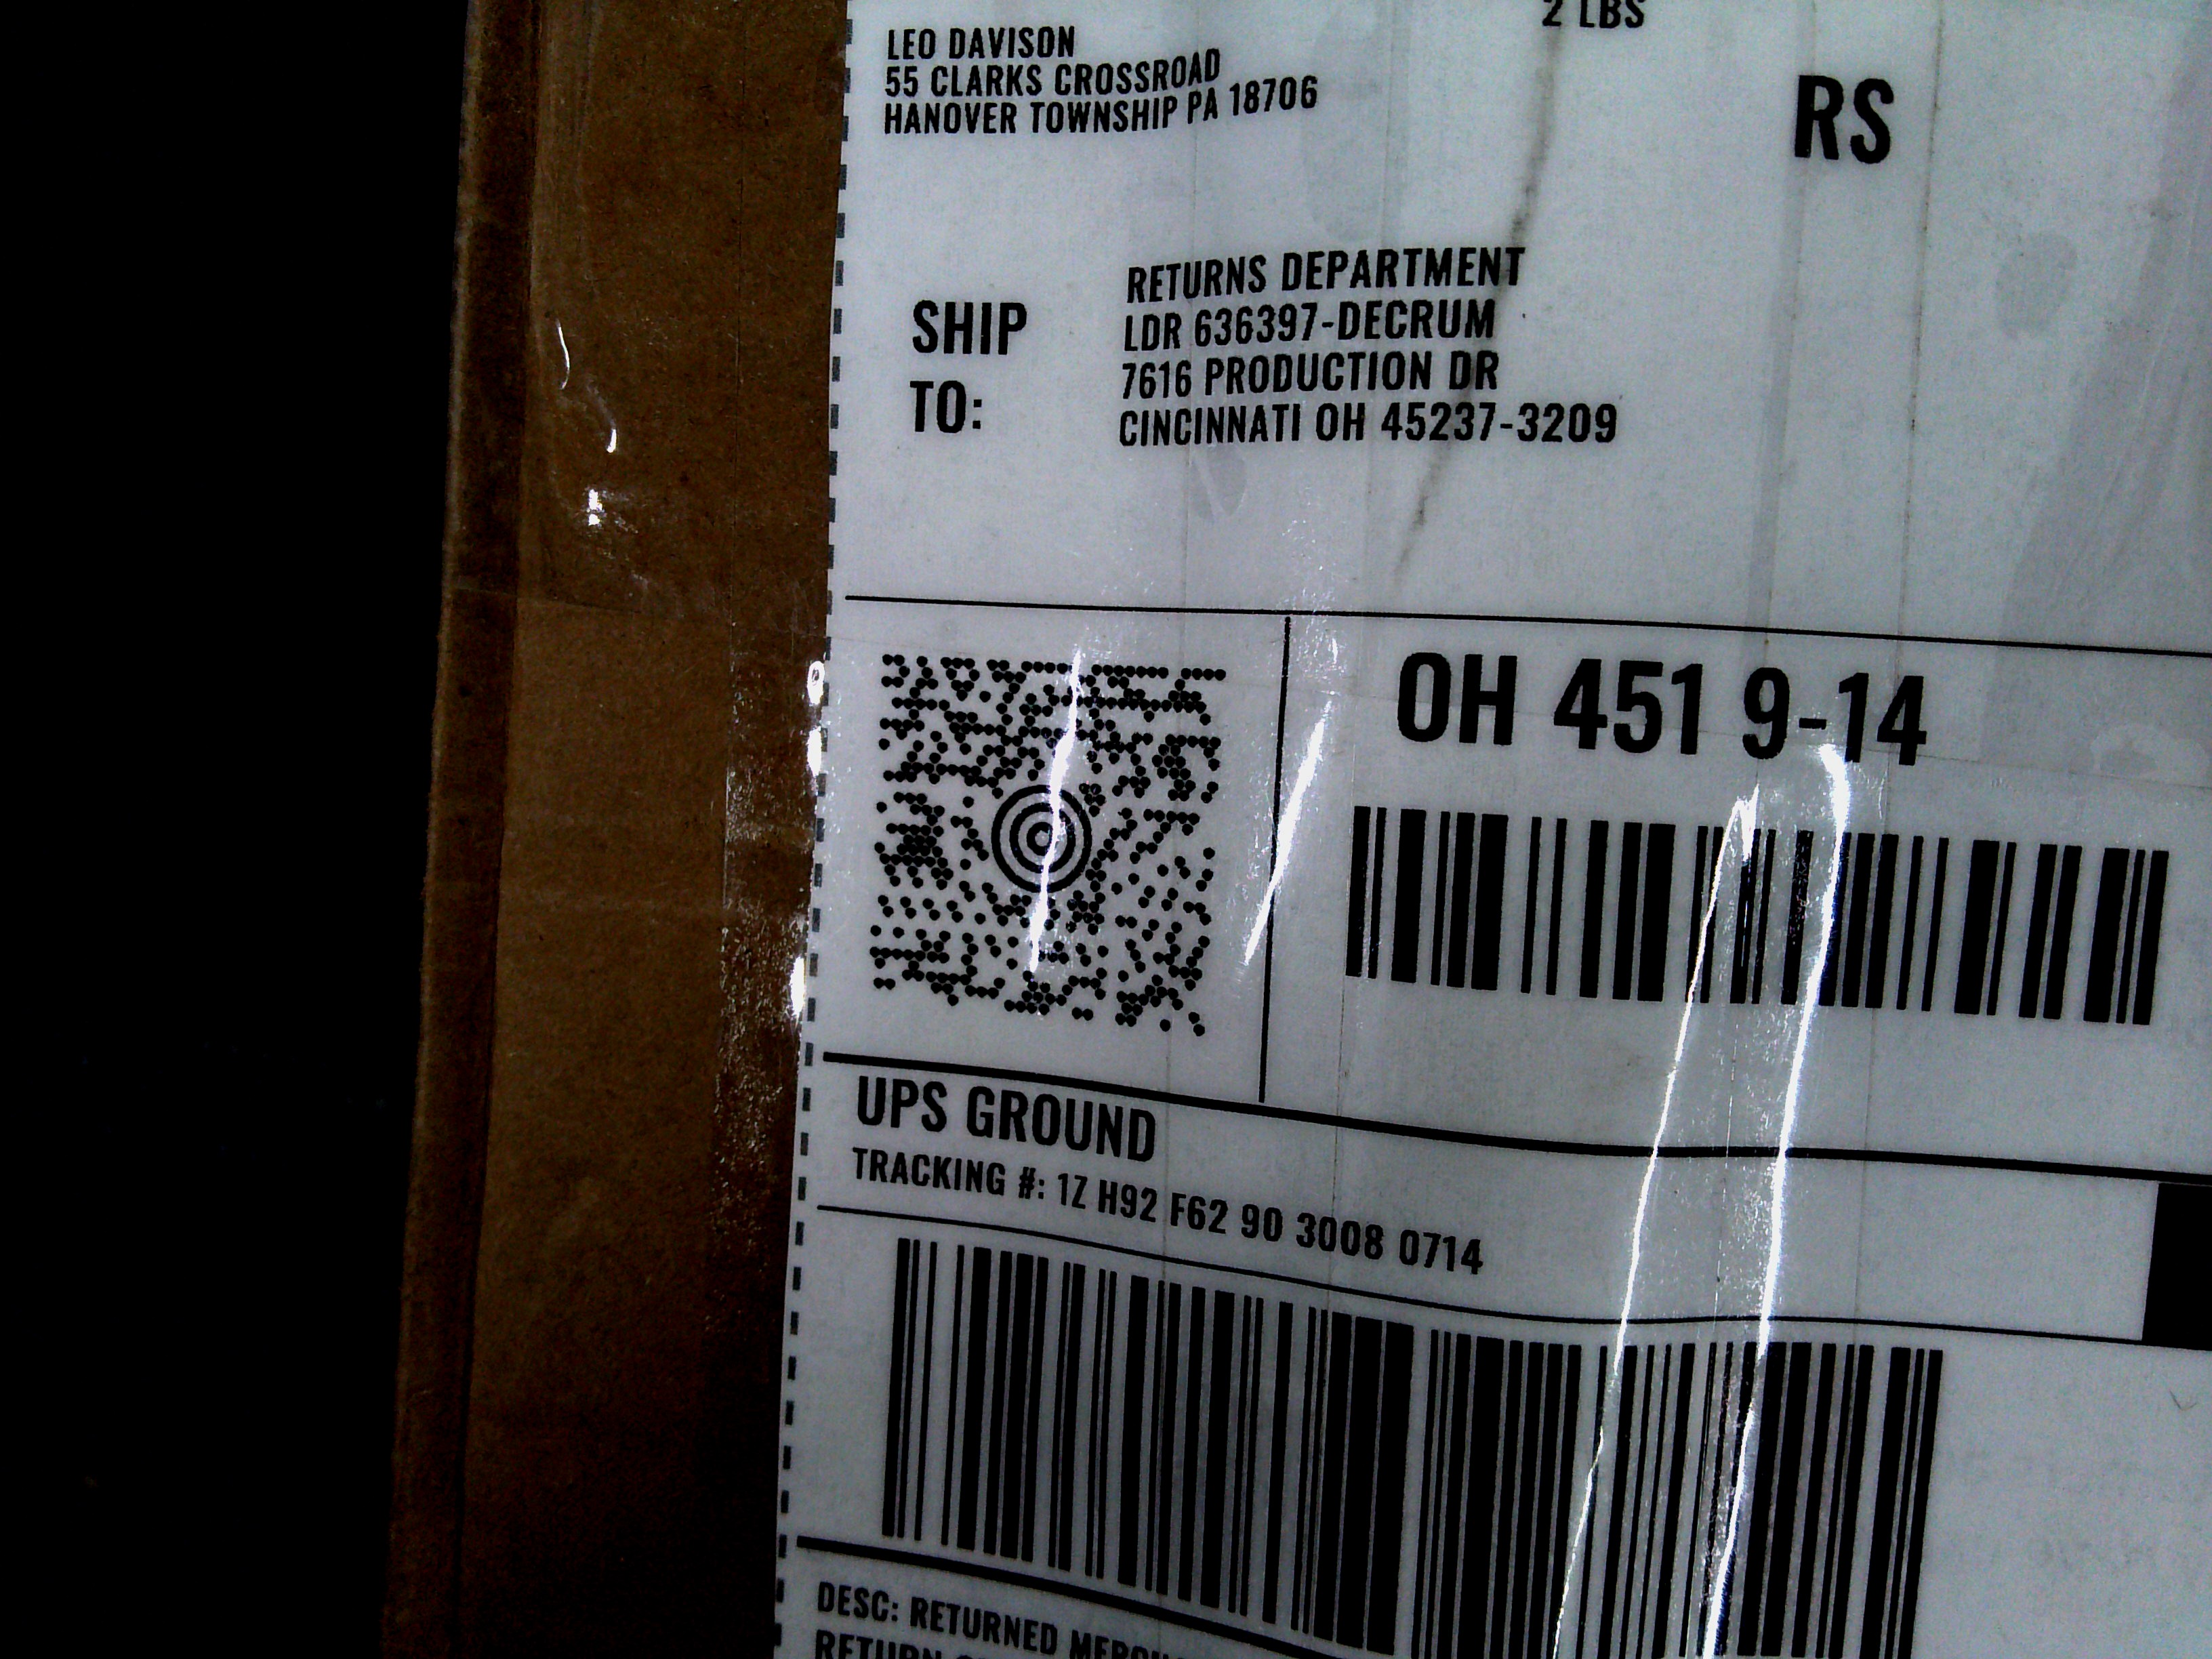 2 LBS
LEO DAVISON
55 CLARKS CROSSROAD
HANOVER TOWNSHIP PA 18706
RS
SHIP
TO:
RETURNS DEPARTMENT
LDR 636397-DECRUM
7616 PRODUCTION DR
CINCINNATI OH 45237-3209
OH 451 9-14
UPS GROUND
TRACKING #: 1Z H92 F62 90 3008 0714
DESC: RETURNED
RETURN